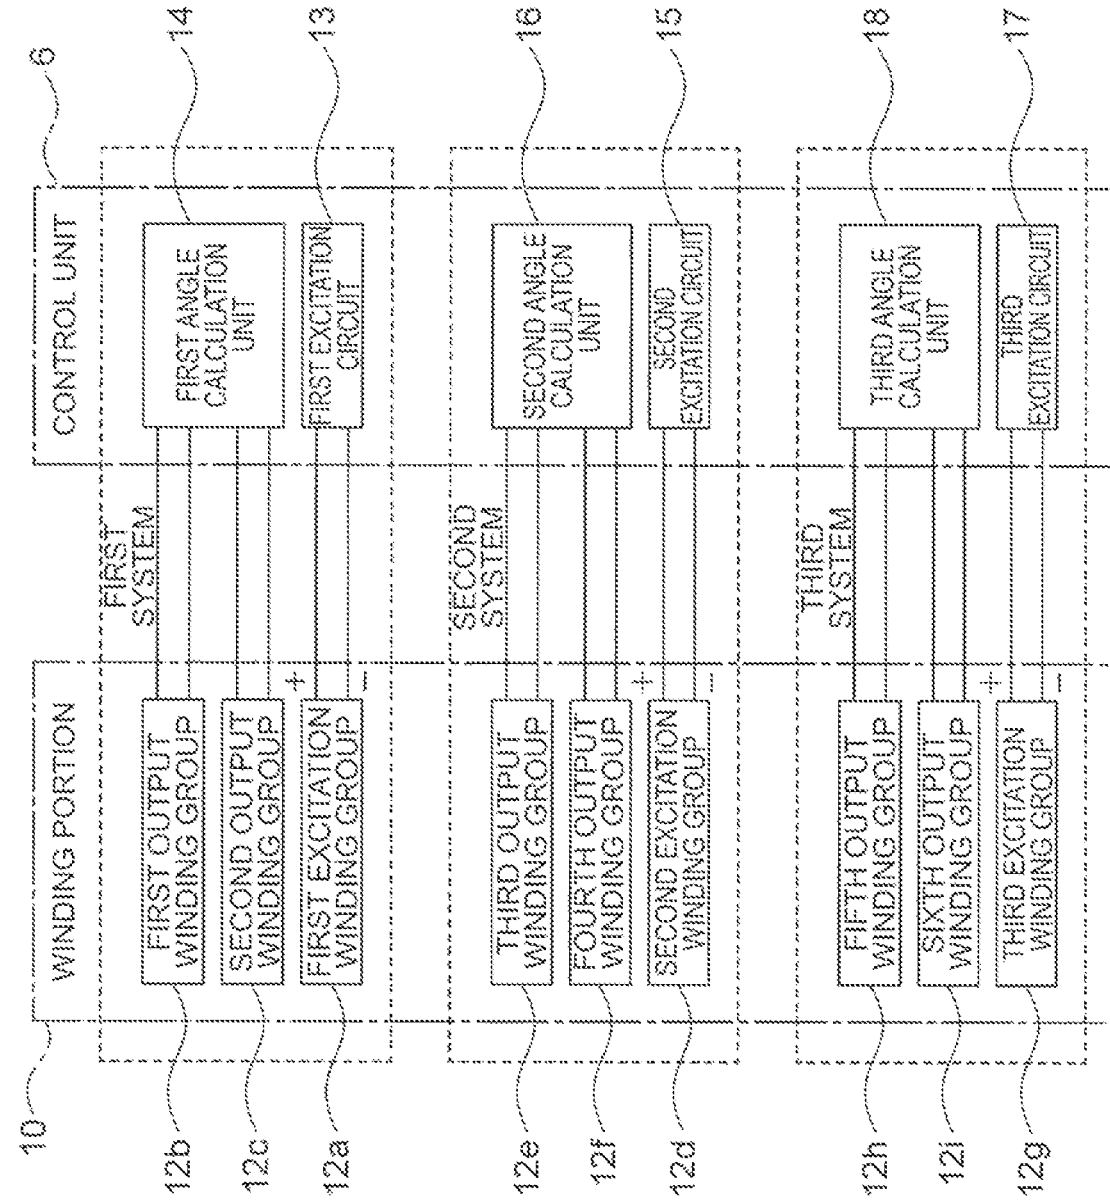 10
WINDING PORTION
CONTROL UNIT
6
12b
FIRST OUTPUT
WINDING GROUP
12c
SECOND OUTPUT
WINDING GROUP
12a
FIRST EXCITATION
WINDING GROUP
+
−
FIRST
SYSTEM
FIRST ANGLE
CALCULATION
UNIT
14
FIRST EXCITATION
CIRCUIT
13
12e
THIRD OUTPUT
WINDING GROUP
12f
FOURTH OUTPUT
WINDING GROUP
12d
SECOND EXCITATION
WINDING GROUP
+
−
SECOND
SYSTEM
SECOND ANGLE
CALCULATION
UNIT
16
SECOND
EXCITATION CIRCUIT
15
12h
FIFTH OUTPUT
WINDING GROUP
12i
SIXTH OUTPUT
WINDING GROUP
12g
THIRD EXCITATION
WINDING GROUP
+
−
THIRD
SYSTEM
THIRD ANGLE
CALCULATION
UNIT
18
THIRD
EXCITATION CIRCUIT
17